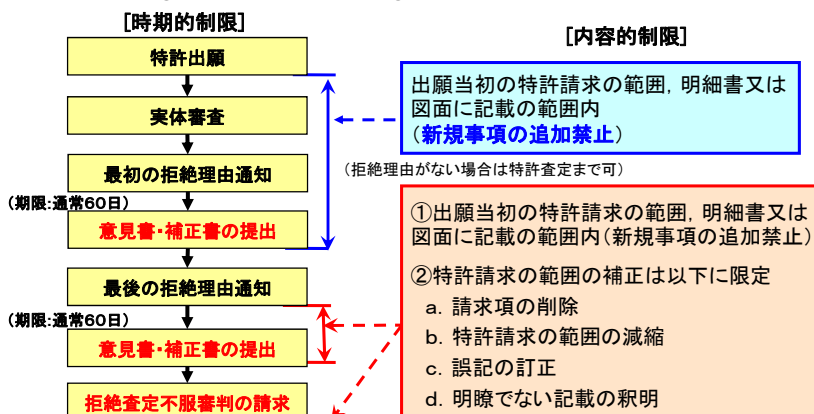 [時期的制限]
特許出願
実体審査
最初の拒絶理由通知
(期限:通常60日)
意見書・補正書の提出
最後の拒絶理由通知
(期限:通常60日)
意見書・補正書の提出
拒絶査定不服審判の請求
[内容的制限]
出願当初の特許請求の範囲，明細書又は
図面に記載の範囲内
（新規事項の追加禁止）
(拒絶理由がない場合は特許査定まで可)
①出願当初の特許請求の範囲，明細書又は
図面に記載の範囲内（新規事項の追加禁止）
②特許請求の範囲の補正は以下に限定
a．請求項の削除
b．特許請求の範囲の減縮
c．誤記の訂正
d．明瞭でない記載の釈明